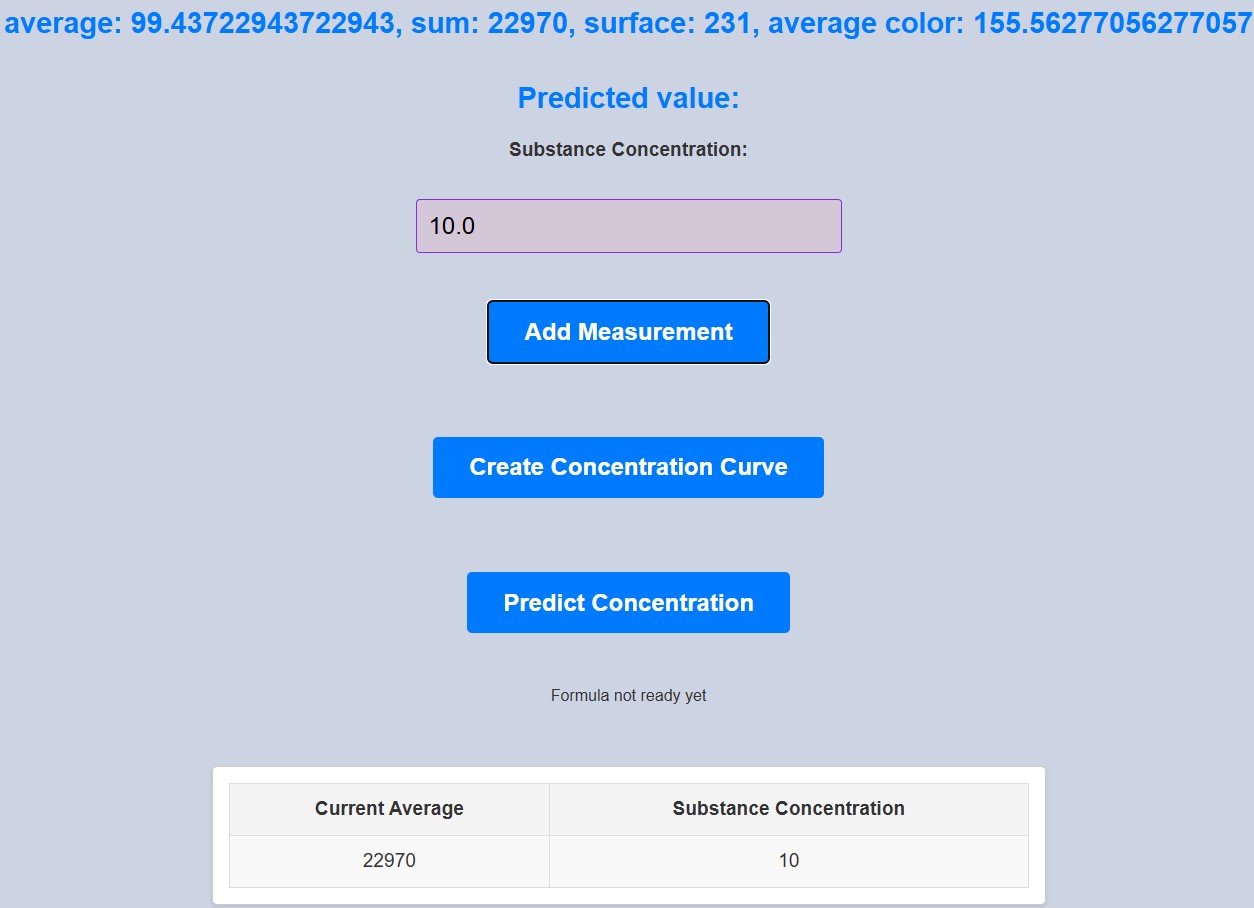 average: 99.43722943722943, sum: 22970, surface: 231, average color: 155.56277056277057
Predicted value:
Substance Concentration:
10.0
Add Measurement
Create Concentration Curve
Predict Concentration
Formula not ready yet
Current Average Substance Concentration
22970 10